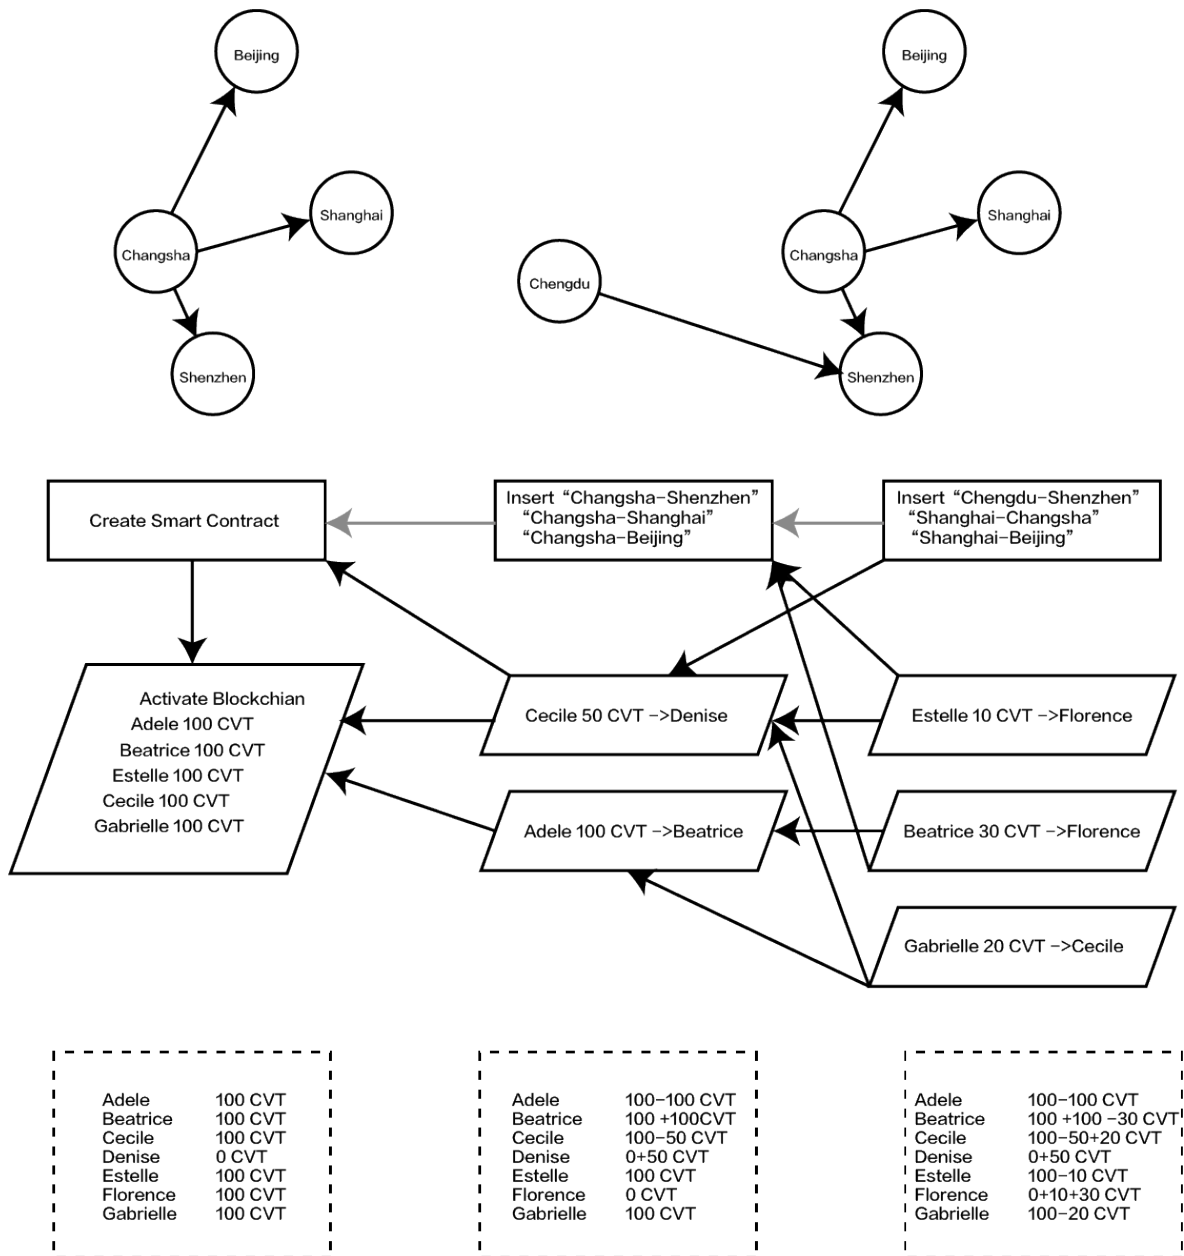 Beijing
Shanghai
Changsha
Shenzhen
Beijing
Shanghai
Changsha
Chengdu
Shenzhen
Create Smart Contract
Insert “Changsha-Shenzhen”
“Changsha-Shanghai”
“Changsha-Beijing”
Insert “Chengdu-Shenzhen”
“Shanghai-Changsha”
“Shanghai-Beijing”
Activate Blockchian
Adele 100 CVT
Beatrice 100 CVT
Estelle 100 CVT
Cecile 100 CVT
Gabrielle 100 CVT
Cecile 50 CVT ->Denise
Adele 100 CVT ->Beatrice
Estelle 10 CVT ->Florence
Beatrice 30 CVT ->Florence
Gabrielle 20 CVT ->Cecile
Adele 100 CVT
Beatrice 100 CVT
Cecile 100 CVT
Denise 0 CVT
Estelle 100 CVT
Florence 100 CVT
Gabrielle 100 CVT
Adele 100-100 CVT
Beatrice 100 +100CVT
Cecile 100-50 CVT
Denise 0+50 CVT
Estelle 100 CVT
Florence 0 CVT
Gabrielle 100 CVT
Adele 100-100 CVT
Beatrice 100 +100 -30 CVT
Cecile 100-50+20 CVT
Denise 0+50 CVT
Estelle 100-10 CVT
Florence 0+10+30 CVT
Gabrielle 100-20 CVT